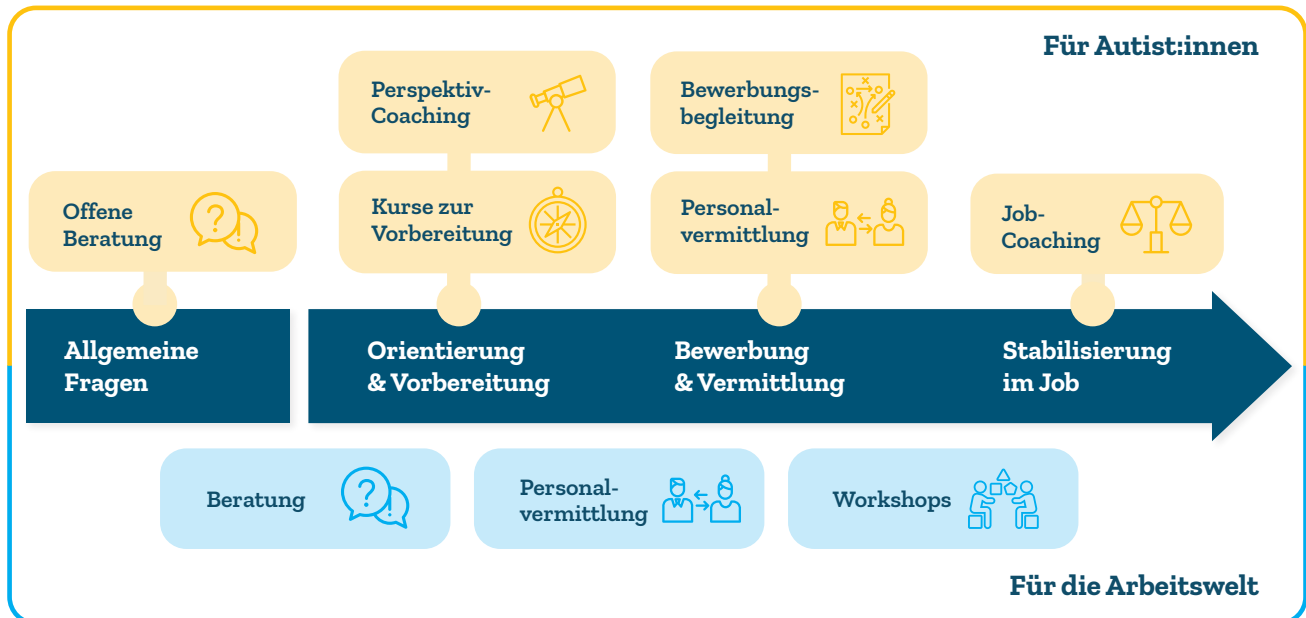 Für Autist:innen
Perspektiv-
Coaching
Bewerbungs-
begleitung
Offene
Beratung
Kurse zur
Vorbereitung
Personal-
vermittlung
Job-
Coaching
Allgemeine
Fragen
Orientierung
& Vorbereitung
Bewerbung
& Vermittlung
Stabilisierung
im Job
Beratung
Personal-
vermittlung
Workshops
Für die Arbeitswelt